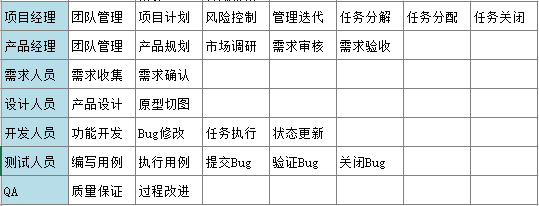 项目经理 团队管理 项目计划 风险控制 管理迭代 任务分解 任务分配 任务关闭
产品经理 团队管理 产品规划 市场调研 需求审核 需求验收
需求人员 需求收集 需求确认
设计人员 产品设计 原型切图
开发人员 功能开发 Bug修改 任务执行 状态更新
测试人员 编写用例 执行用例 提交Bug 验证Bug 关闭Bug
QA 质量保证 过程改进